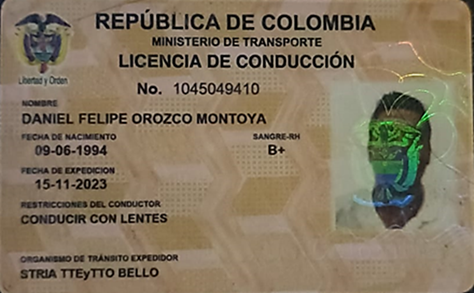 REPÚBLICA DE COLOMBIA
MINISTERIO DE TRANSPORTE
LICENCIA DE CONDUCCIÓN
Libertad y Orden
No. 1045049410
NOMBRE
DANIEL FELIPE OROZCO MONTOYA
FECHA DE NACIMIENTO SANGRE-RH
09-06-1994 B+
FECHA DE EXPEDICION
15-11-2023
RESTRICCIONES DEL CONDUCTOR
CONDUCIR CON LENTES
ORGANISMO DE TRÁNSITO EXPEDIDOR
STRIA TTEyTTO BELLO